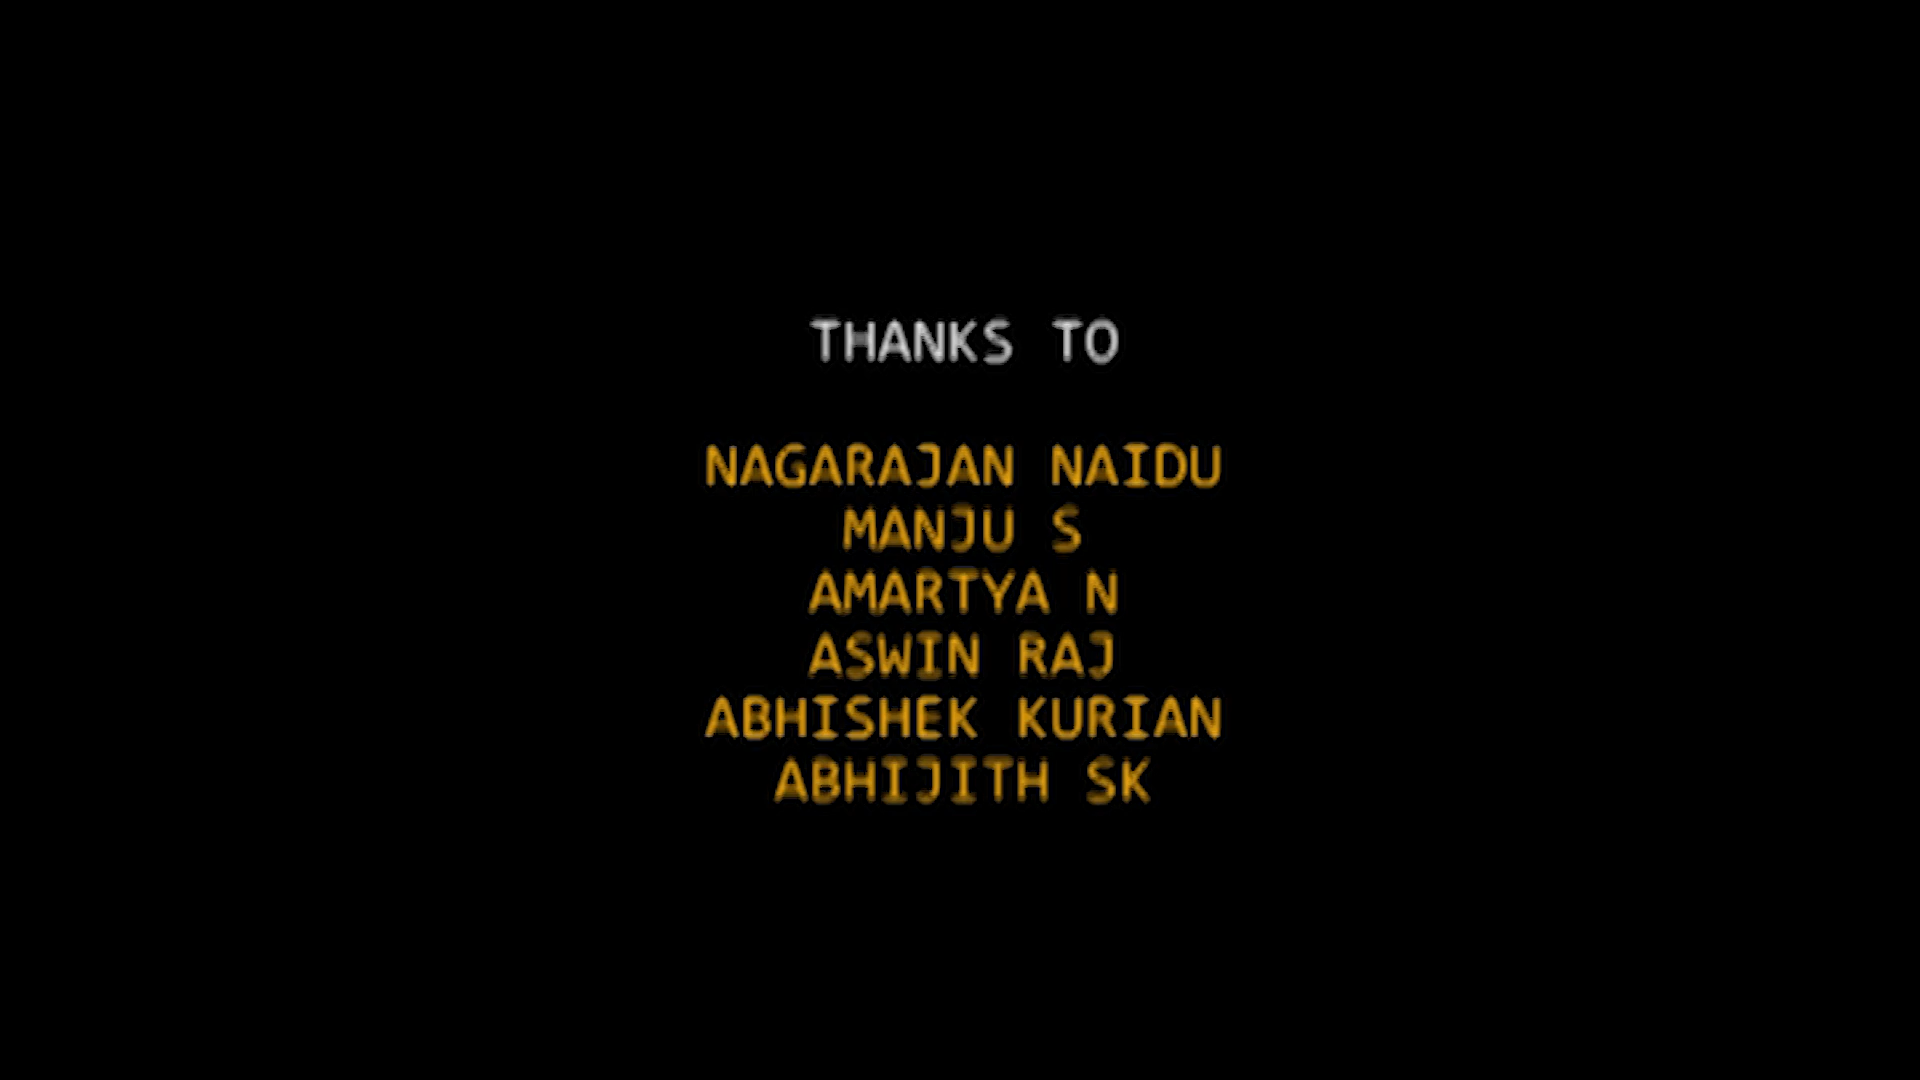 THANKS TO
NAGARAJAN NAIDU
MANJU S
AMARTYA N
ASWIN RAJ
ABHISHEK KURIAN
ABHIJITH SK